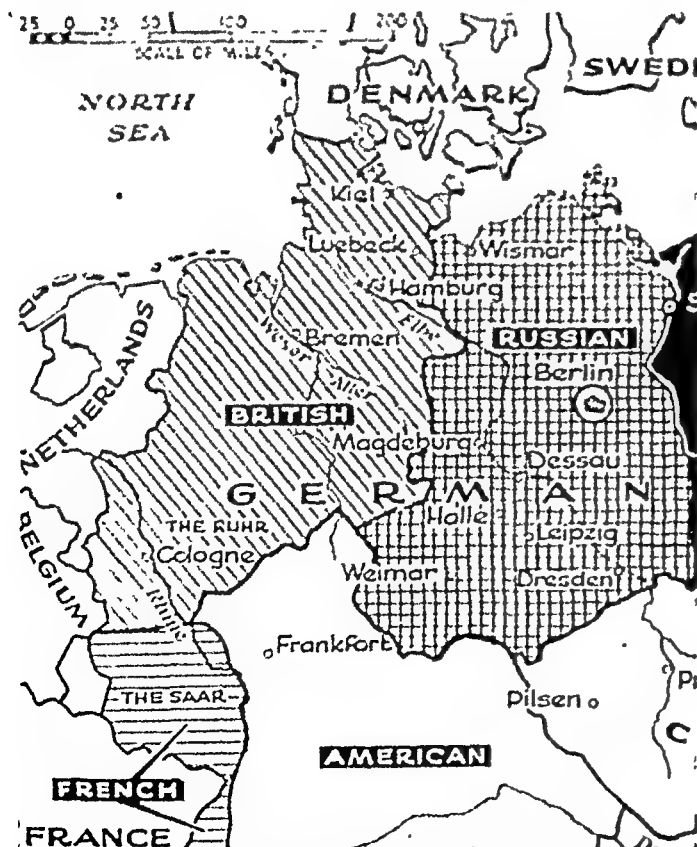 25 0 25 50 100 200
SCALE OF MILES
NORTH
SEA
DENMARK
SWEDE
Kiel
Luebeck
Wismar
Hamburg
Elbe
NETHERLANDS
Weser
Bremen
Aller
RUSSIAN
Berlin
BRITISH
Magdeburg
Dessau
GERMAN
BELGIUM
THE RUHR
Cologne
Halle
Leipzig
Weimar
Dresden
Rhine
Frankfort
THE SAAR
Pilsen
C
AMERICAN
FRENCH
FRANCE